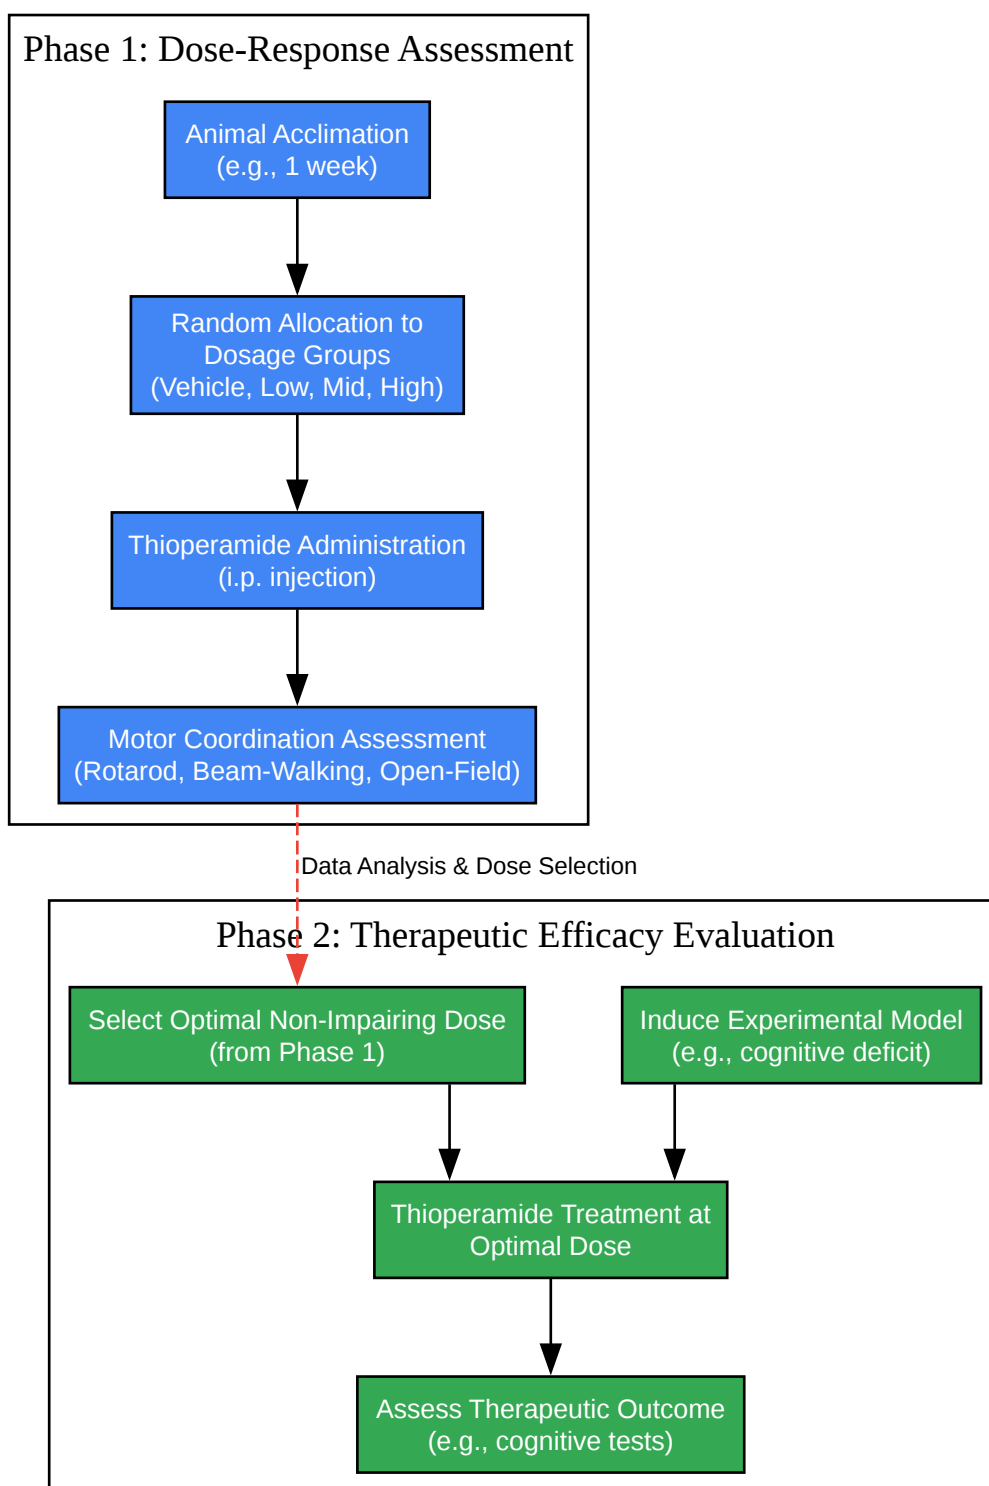 Phase 1: Dose-Response Assessment
Animal Acclimation
(e.g., 1 week)
Random Allocation to
Dosage Groups
(Vehicle, Low, Mid, High)
Thioperamide Administration
(i.p. injection)
Motor Coordination Assessment
(Rotarod, Beam-Walking, Open-Field)
Data Analysis & Dose Selection
Phase 2: Therapeutic Efficacy Evaluation
Select Optimal Non-Impairing Dose
(from Phase 1)
Induce Experimental Model
(e.g., cognitive deficit)
Thioperamide Treatment at
Optimal Dose
Assess Therapeutic Outcome
(e.g., cognitive tests)